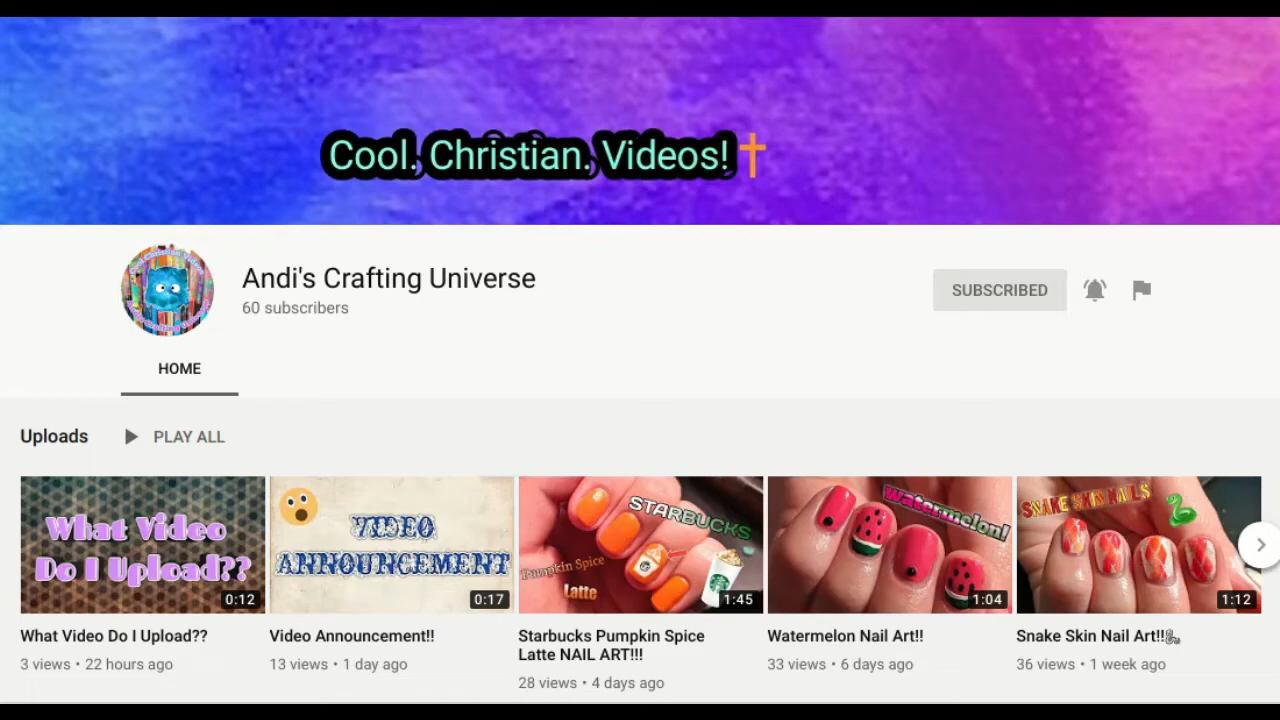 Cool. Christian. Videos!
Andi's Crafting Universe
60 subscribers
SUBSCRIBED
HOME
Uploads
PLAY ALL
What Video
Do I Upload??
0:12
VIDEO
ANNOUNCEMENT
0:17
STARBUCKS
Pumpkin Spice
Latte
1:45
Watermelon!
1:04
SNAKE SKIN NAILS
1:12
What Video Do I Upload??
3 views • 22 hours ago
Video Announcement!!
13 views • 1 day ago
Starbucks Pumpkin Spice
Latte NAIL ART!!!
28 views • 4 days ago
Watermelon Nail Art!!
33 views • 6 days ago
Snake Skin Nail Art!!🐍
36 views • 1 week ago